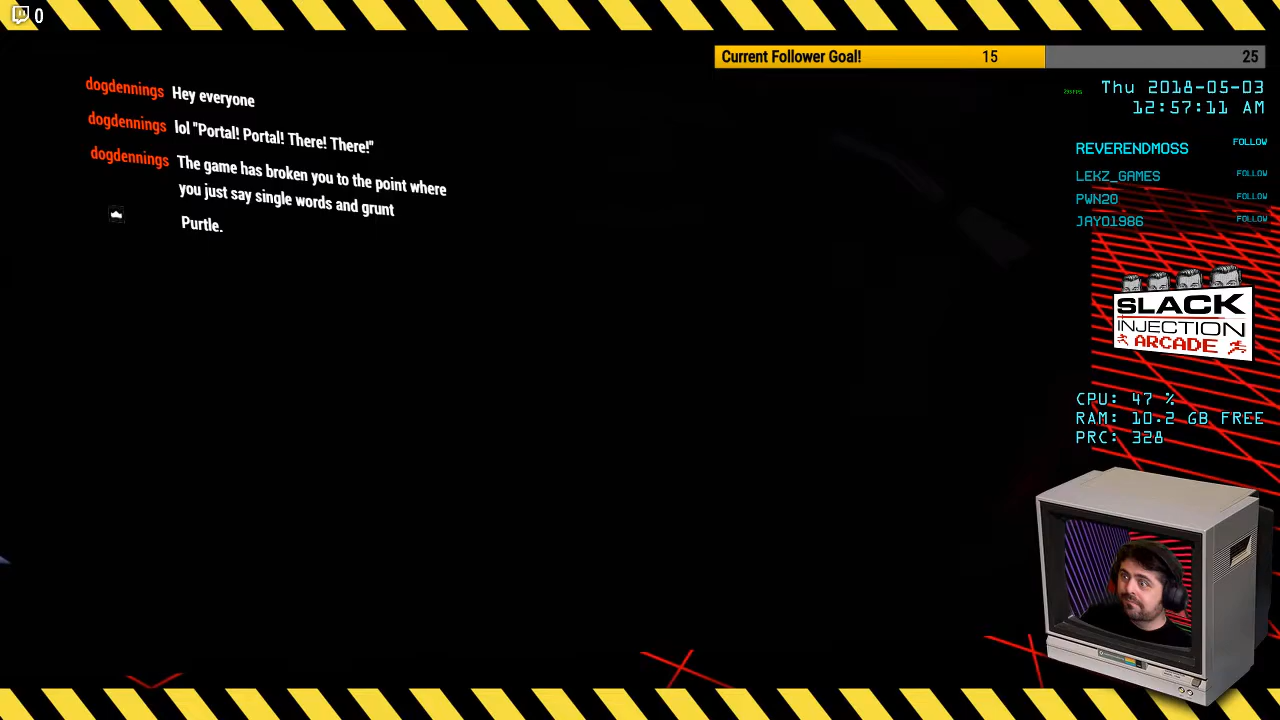 0
Current Follower Goal! 15 25
dogdennings Hey everyone
dogdennings lol "Portal! Portal! There! There!"
dogdennings The game has broken you to the point where
you just say single words and grunt
Purtle.
Thu 2018-05-03
12:57:11 AM
REVERENDMOSS FOLLOW
LEKZ_GAMES FOLLOW
PWN20 FOLLOW
JAYO1986 FOLLOW
SLACK
INJECTION
ARCADE
CPU: 47 %
RAM: 10.2 GB FREE
PRC: 328